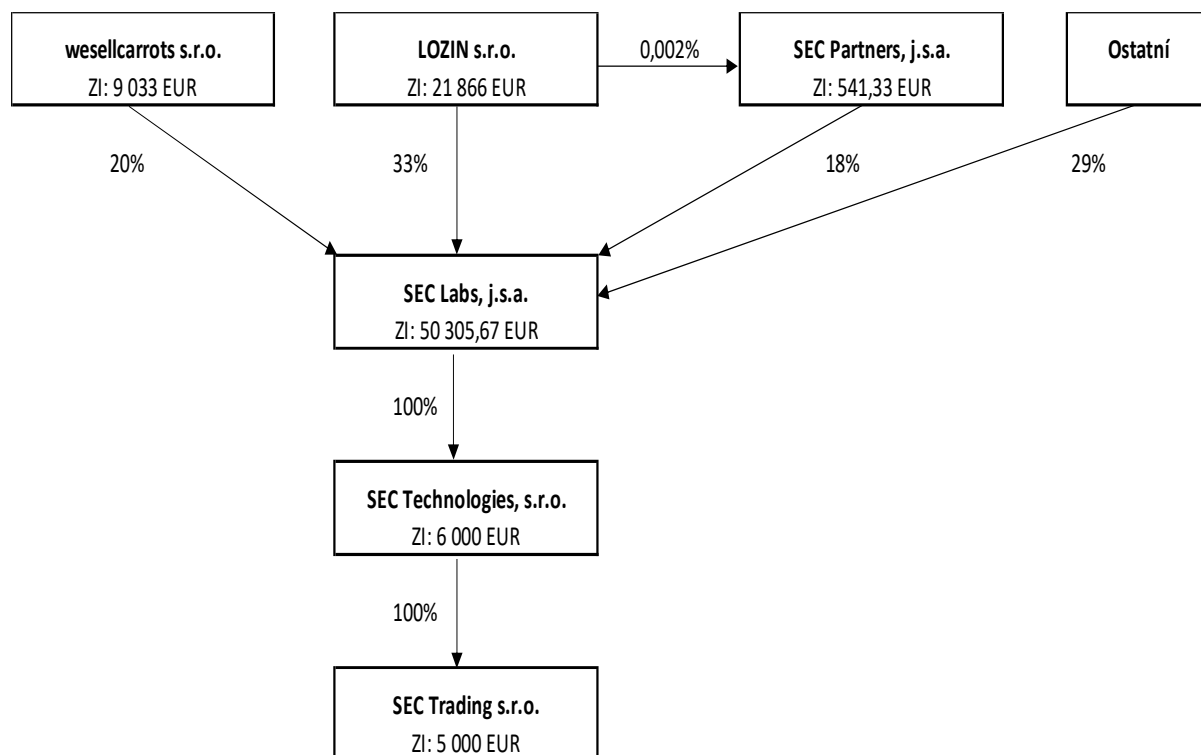 wesellcarrots s.r.o.
ZI: 9 033 EUR
LOZIN s.r.o.
ZI: 21 866 EUR
0,002%
SEC Partners, j.s.a.
ZI: 541,33 EUR
Ostatní
20%
33%
18%
29%
SEC Labs, j.s.a.
ZI: 50 305,67 EUR
100%
SEC Technologies, s.r.o.
ZI: 6 000 EUR
100%
SEC Trading s.r.o.
ZI: 5 000 EUR